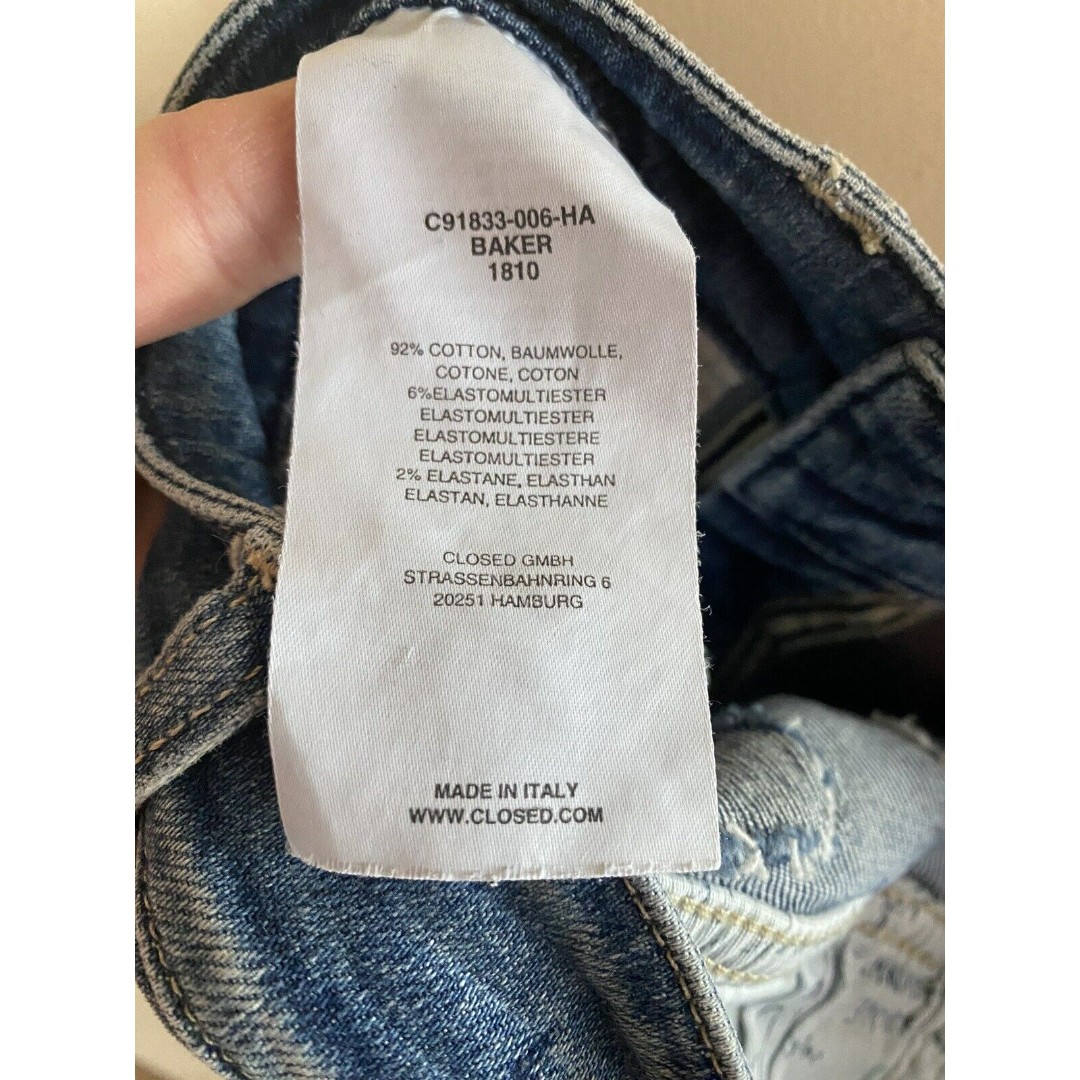 C91833-006-HA
BAKER
1810
92% COTTON, BAUMWOLLE,
COTONE, COTON
6%ELASTOMULTIESTER
ELASTOMULTIESTER
ELASTOMULTIESTERE
ELASTOMULTIESTER
2% ELASTANE, ELASTHAN
ELASTAN, ELASTHANNE
CLOSED GMBH
STRASSENBAHNRING 6
20251 HAMBURG
MADE IN ITALY
WWW.CLOSED.COM